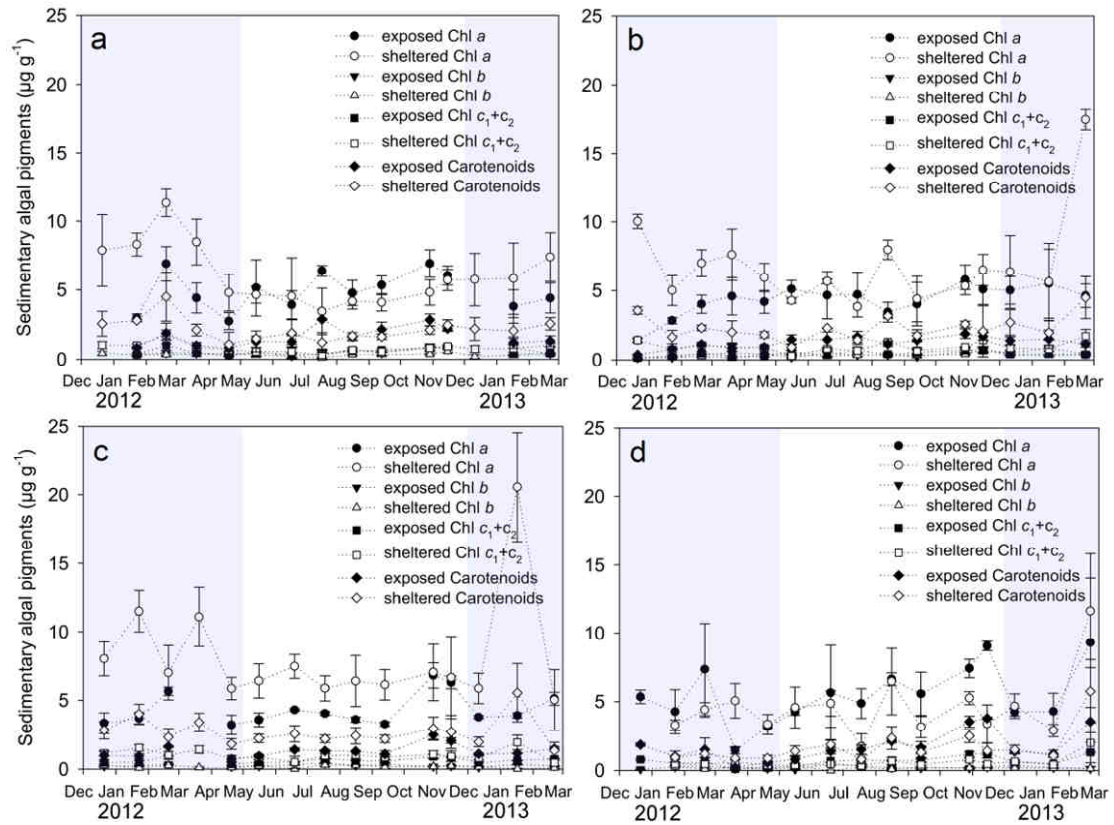 a
Sedimentary algal pigments (µg g⁻¹)
25
20
15
10
5
0
exposed Chl a
sheltered Chl a
exposed Chl b
sheltered Chl b
exposed Chl c₁+c₂
sheltered Chl c₁+c₂
exposed Carotenoids
sheltered Carotenoids
Dec Jan Feb Mar Apr May Jun Jul Aug Sep Oct Nov Dec Jan Feb Mar
2012 2013
b
25
20
15
10
5
0
exposed Chl a
sheltered Chl a
exposed Chl b
sheltered Chl b
exposed Chl c₁+c₂
sheltered Chl c₁+c₂
exposed Carotenoids
sheltered Carotenoids
Dec Jan Feb Mar Apr May Jun Jul Aug Sep Oct Nov Dec Jan Feb Mar
2012 2013
c
Sedimentary algal pigments (µg g⁻¹)
25
20
15
10
5
0
exposed Chl a
sheltered Chl a
exposed Chl b
sheltered Chl b
exposed Chl c₁+c₂
sheltered Chl c₁+c₂
exposed Carotenoids
sheltered Carotenoids
Dec Jan Feb Mar Apr May Jun Jul Aug Sep Oct Nov Dec Jan Feb Mar
2012 2013
d
25
20
15
10
5
0
exposed Chl a
sheltered Chl a
exposed Chl b
sheltered Chl b
exposed Chl c₁+c₂
sheltered Chl c₁+c₂
exposed Carotenoids
sheltered Carotenoids
Dec Jan Feb Mar Apr May Jun Jul Aug Sep Oct Nov Dec Jan Feb Mar
2012 2013